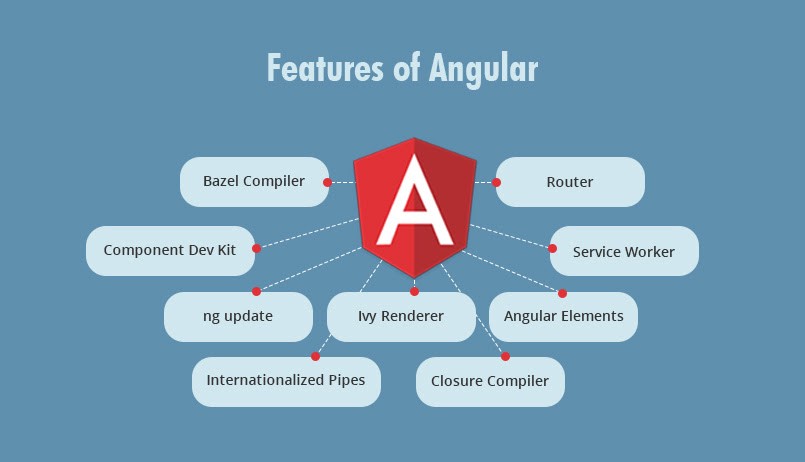 Features of Angular
A
Bazel Compiler
Router
Component Dev Kit
Service Worker
ng update
Ivy Renderer
Angular Elements
Internationalized Pipes
Closure Compiler